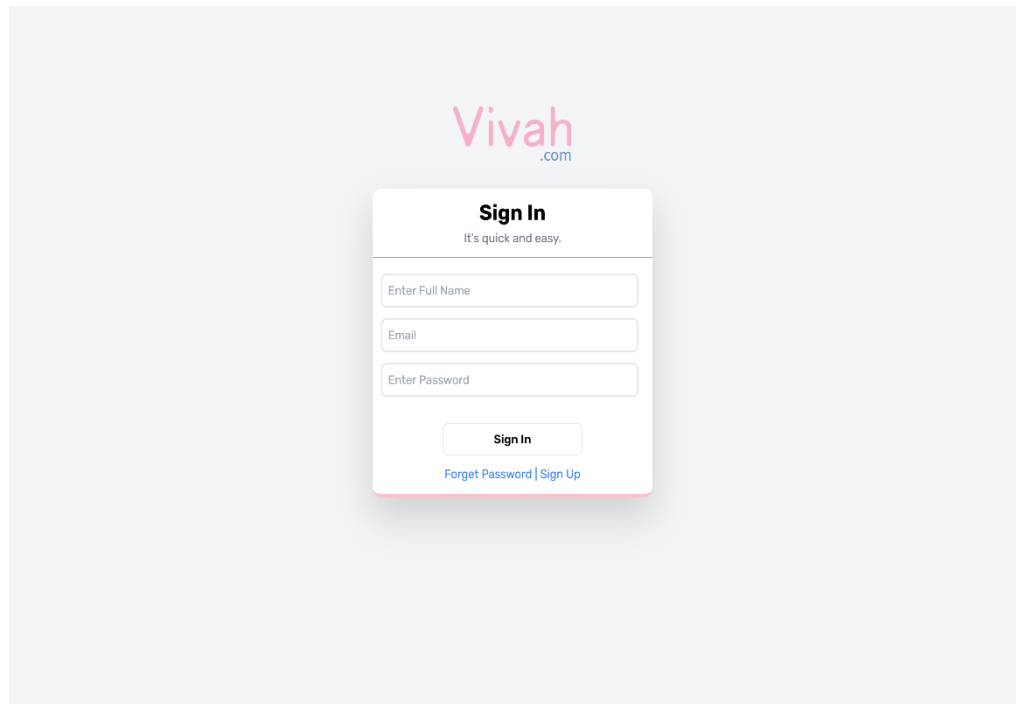 Vivah
.com
Sign In
It's quick and easy.
Enter Full Name
Email
Enter Password
Sign In
Forget Password | Sign Up